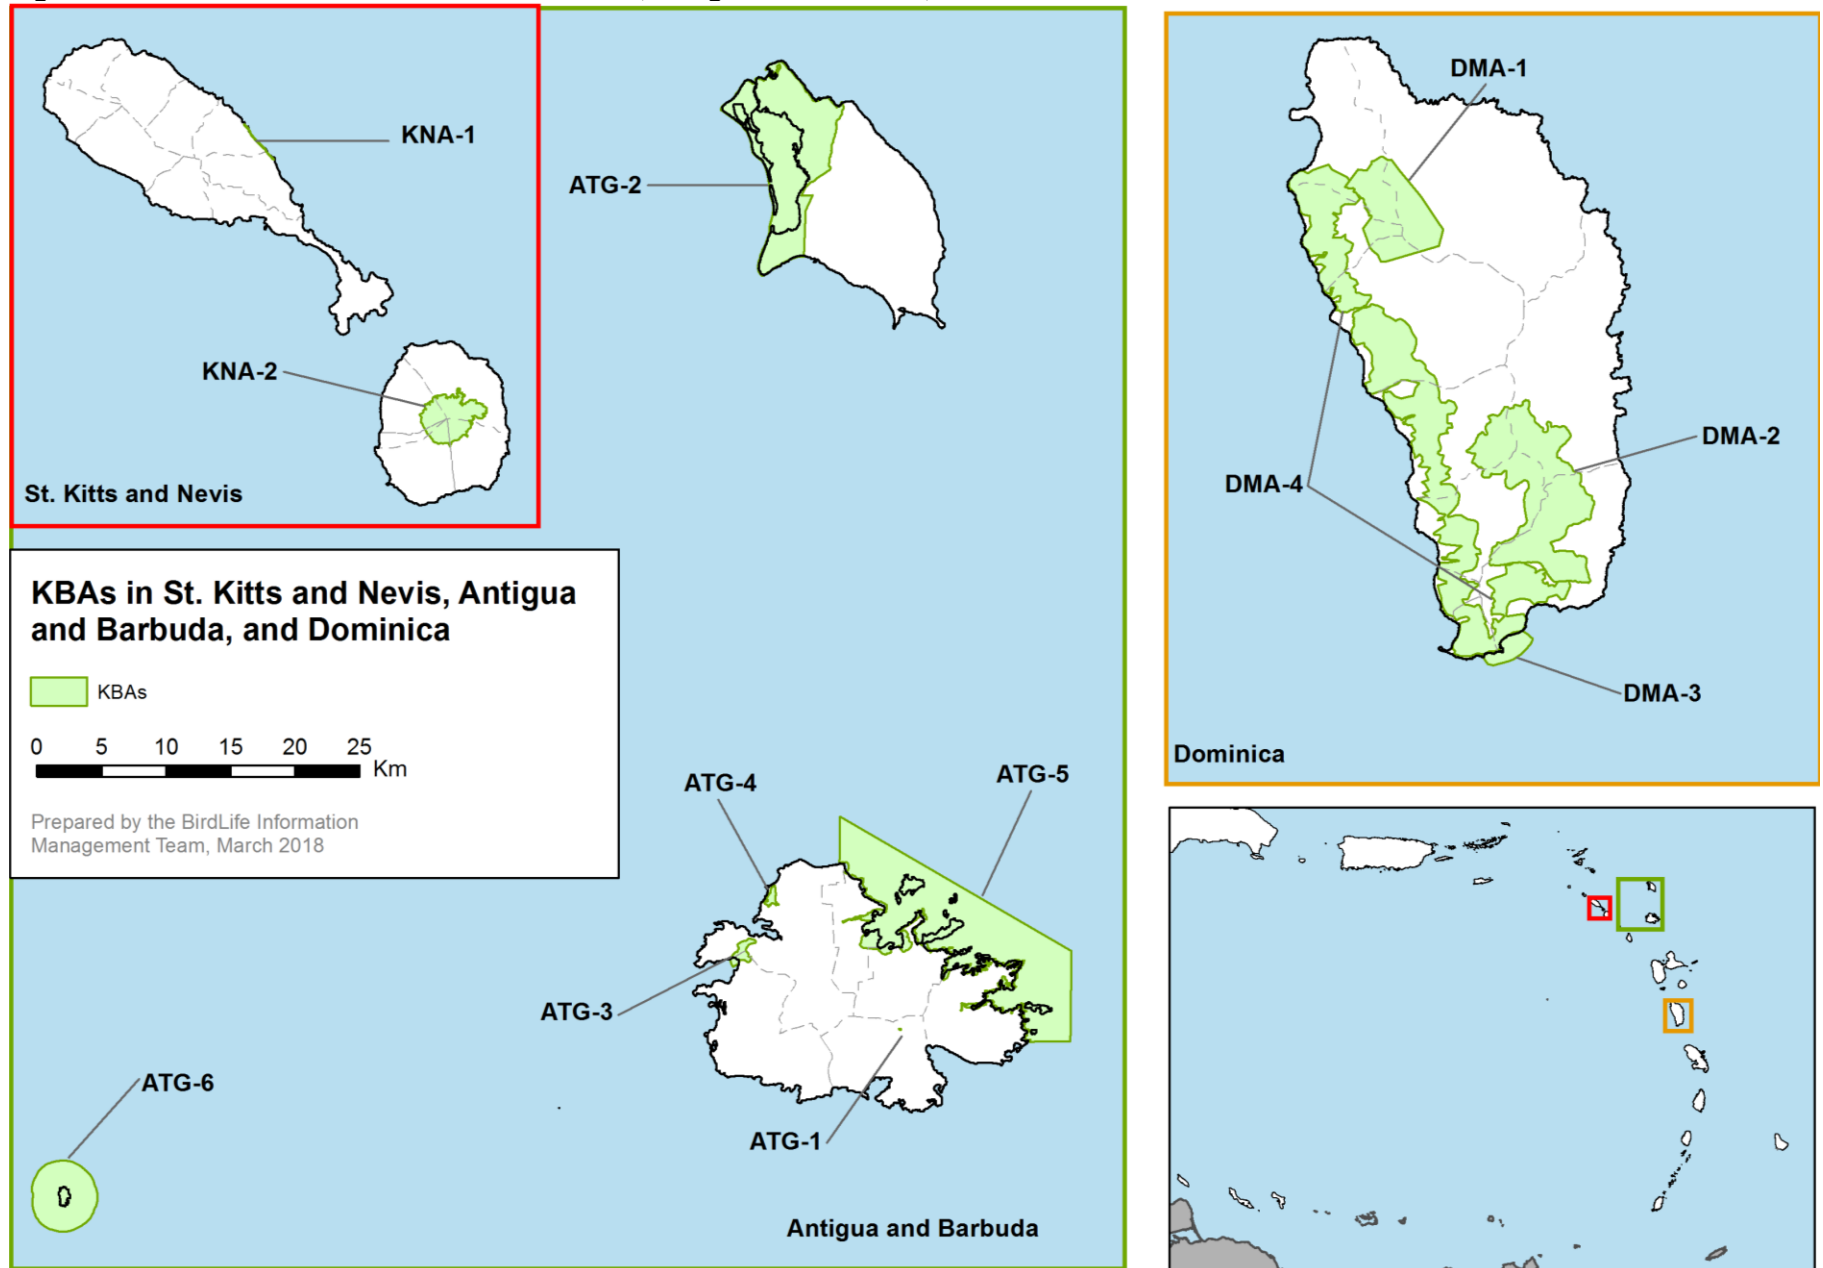 KNA-1
KNA-2
St. Kitts and Nevis
ATG-2
DMA-1
DMA-2
DMA-4
DMA-3
Dominica
KBAs in St. Kitts and Nevis, Antigua
and Barbuda, and Dominica
KBAs
0 5 10 15 20 25
Km
Prepared by the BirdLife Information
Management Team, March 2018
ATG-4
ATG-5
ATG-3
ATG-6
ATG-1
Antigua and Barbuda